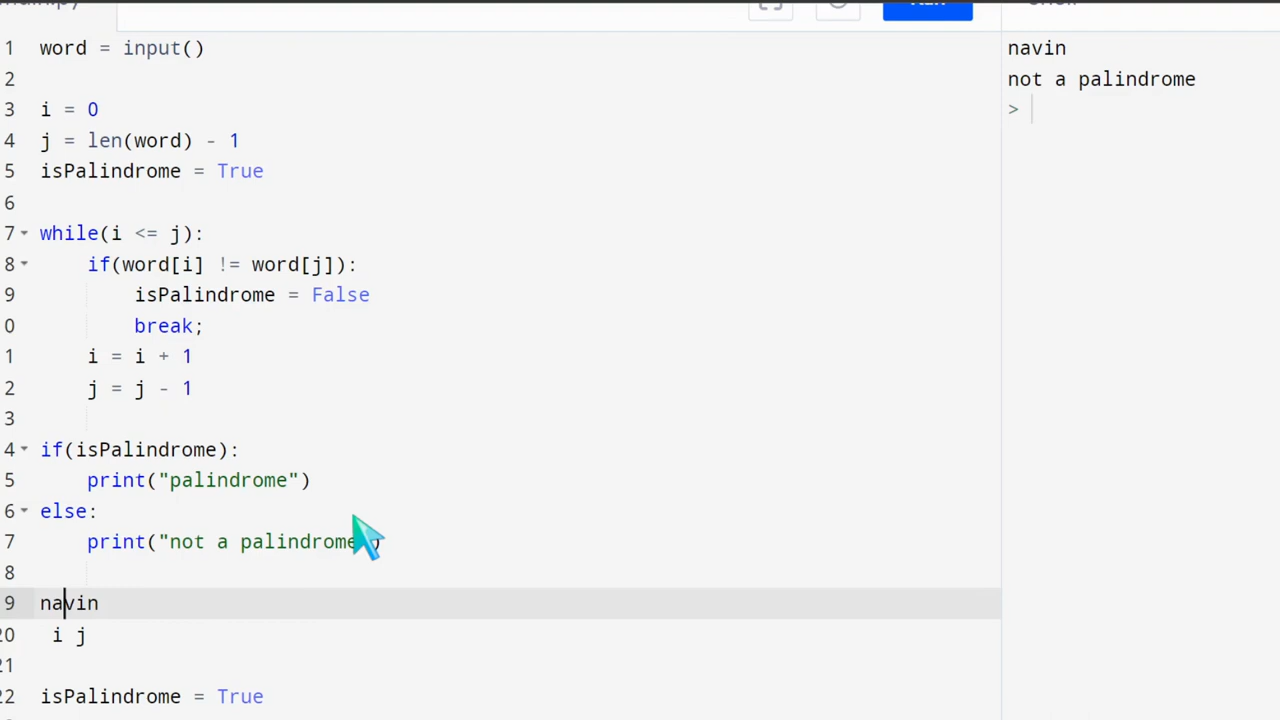 1 word = input()
2
3 i = 0
4 j = len(word) - 1
5 isPalindrome = True
6
7 while(i <= j):
8 if(word[i] != word[j]):
9 isPalindrome = False
0 break;
1 i = i + 1
2 j = j - 1
3
4 if(isPalindrome):
5 print("palindrome")
6 else:
7 print("not a palindrome")
8
9 navin
20 i j
21
22 isPalindrome = True
navin
not a palindrome
>